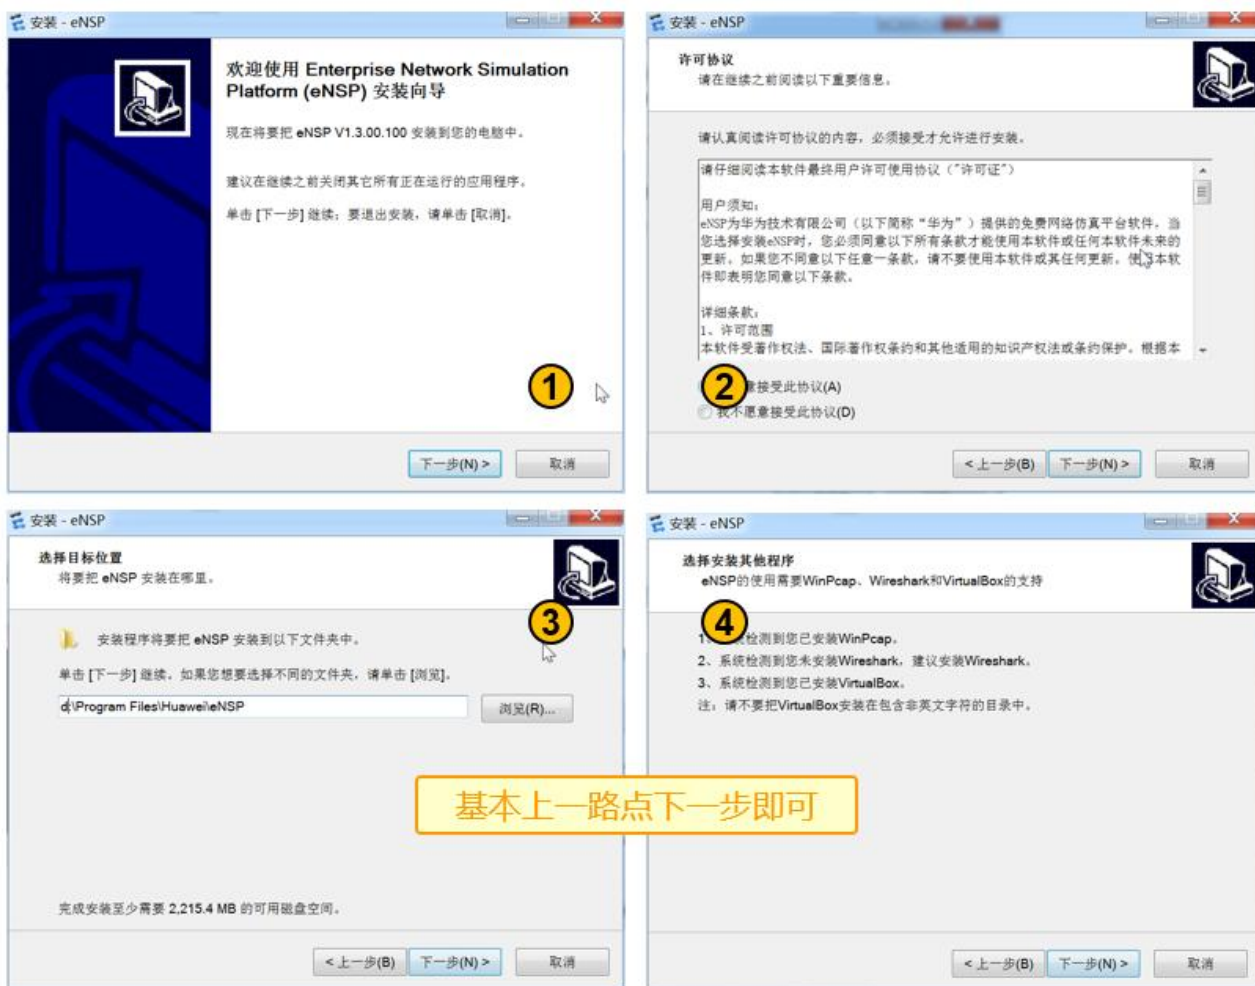 安装 - eNSP
欢迎使用 Enterprise Network Simulation
Platform (eNSP) 安装向导
现在将要把 eNSP V1.3.00.100 安装到您的电脑中。
建议在继续之前关闭其它所有正在运行的应用程序。
单击 [下一步] 继续；要退出安装，请单击 [取消]。
1
下一步(N) >
取消
安装 - eNSP
许可协议
请在继续之前阅读以下重要信息。
请认真阅读许可协议的内容，必须接受才允许进行安装。
请仔细阅读本软件最终用户许可使用协议（"许可证"）
用户须知：
eNSP为华为技术有限公司（以下简称“华为”）提供的免费网络仿真平台软件，当
您选择安装eNSP时，您必须同意以下所有条款才能使用本软件或任何本软件未来的
更新，如果您不同意以下任意一条款，请不要使用本软件或其任何更新。使用本软
件即表明您同意以下条款。
详细条款：
1、许可范围
本软件受著作权法、国际著作权条约和其他适用的知识产权法或条约保护。根据本
2
意接受此协议(A)
我不愿意接受此协议(D)
< 上一步(B)
下一步(N) >
取消
安装 - eNSP
选择目标位置
将要把 eNSP 安装在哪里。
3
安装程序将要把 eNSP 安装到以下文件夹中。
单击 [下一步] 继续。如果您想要选择不同的文件夹，请单击 [浏览]。
d:\Program Files\Huawei\eNSP
浏览(R)...
完成安装至少需要 2,215.4 MB 的可用磁盘空间。
< 上一步(B)
下一步(N) >
取消
安装 - eNSP
选择安装其他程序
eNSP的使用需要WinPcap、Wireshark和VirtualBox的支持
4
1、检测到您已安装WinPcap。
2、系统检测到您未安装Wireshark，建议安装Wireshark。
3、系统检测到您已安装VirtualBox。
注：请不要把VirtualBox安装在包含非英文字符的目录中。
< 上一步(B)
下一步(N) >
取消
基本上一路点下一步即可